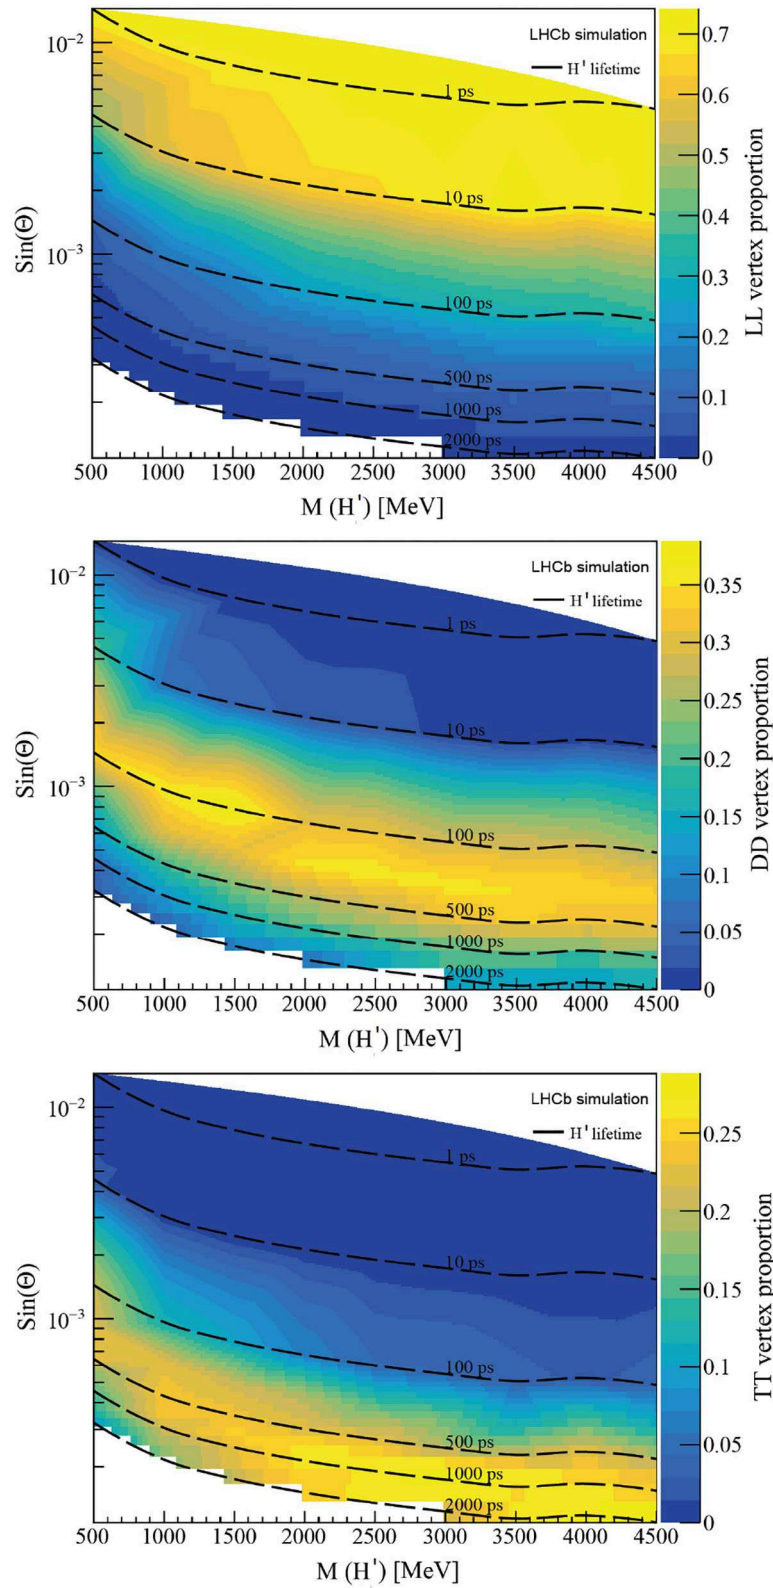 LHCb simulation
H' lifetime
1 ps
10 ps
100 ps
500 ps
1000 ps
2000 ps
10⁻²
10⁻³
Sin(Θ)
500 1000 1500 2000 2500 3000 3500 4000 4500
M (H') [MeV]
0.7
0.6
0.5
0.4
0.3
0.2
0.1
0
LL vertex proportion
LHCb simulation
H' lifetime
1 ps
10 ps
100 ps
500 ps
1000 ps
2000 ps
10⁻²
10⁻³
Sin(Θ)
500 1000 1500 2000 2500 3000 3500 4000 4500
M (H') [MeV]
0.35
0.3
0.25
0.2
0.15
0.1
0.05
0
DD vertex proportion
LHCb simulation
H' lifetime
1 ps
10 ps
100 ps
500 ps
1000 ps
2000 ps
10⁻²
10⁻³
Sin(Θ)
500 1000 1500 2000 2500 3000 3500 4000 4500
M (H') [MeV]
0.25
0.2
0.15
0.1
0.05
0
TT vertex proportion